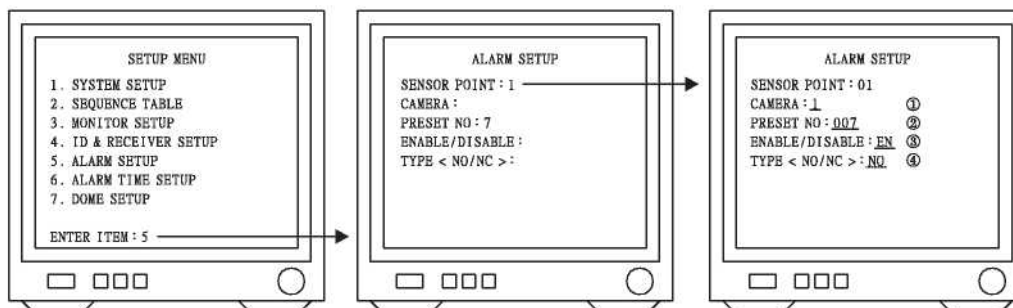 SETUP MENU
1. SYSTEM SETUP
2. SEQUENCE TABLE
3. MONITOR SETUP
4. ID & RECEIVER SETUP
5. ALARM SETUP
6. ALARM TIME SETUP
7. DOME SETUP
ENTER ITEM : 5
ALARM SETUP
SENSOR POINT : 1
CAMERA :
PRESET NO : 7
ENABLE/DISABLE :
TYPE < NO/NC > :
ALARM SETUP
SENSOR POINT : 01
CAMERA : 1 ①
PRESET NO : 007 ②
ENABLE/DISABLE : EN ③
TYPE < NO/NC > : NO ④